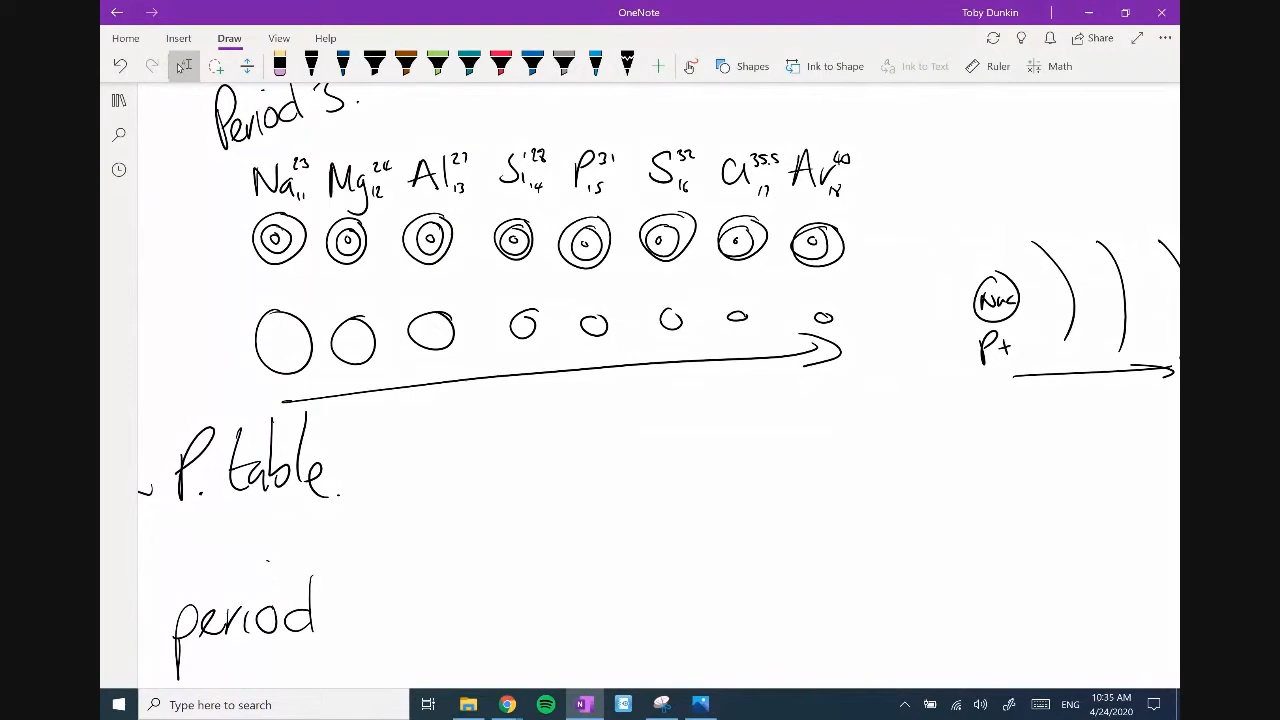 OneNote
Toby Dunkin
Home Insert Draw View Help
Share
Shapes Ink to Shape Ink to Text Ruler Math
Period 3.
Na 23 11 Mg 24 12 Al 27 13 Si 28 14 P 31 15 S 32 16 Cl 35.5 17 Ar 40 18
Nuc
P+
P. table.
period
Type here to search
ENG
10:35 AM
4/24/2020